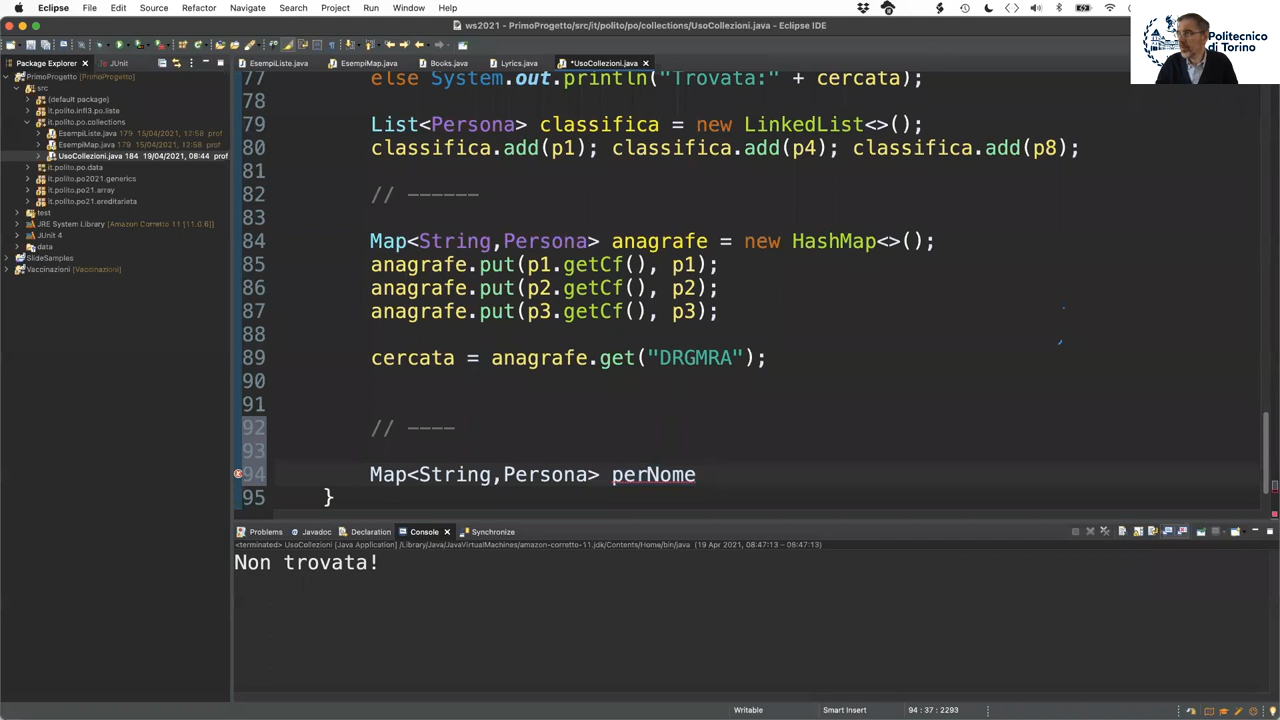 Eclipse File Edit Source Refactor Navigate Search Project Run Window Help
ws2021 - PrimoProgetto/src/it/polito/po/collections/UsoCollezioni.java - Eclipse IDE
Politecnico
di Torino
Package Explorer JUnit
EsempiListe.java EsempiMap.java Books.java Lyrics.java *UsoCollezioni.java
PrimoProgetto [PrimoProgetto]
src
(default package)
it.polito.inf3.po.liste
it.polito.po.collections
EsempiListe.java 179 15/04/2021, 12:58 prof
EsempiMap.java 179 15/04/2021, 12:58 prof
UsoCollezioni.java 184 19/04/2021, 08:44 prof
it.polito.po.data
it.polito.po2021.generics
it.polito.po21.array
it.polito.po21.ereditarieta
test
JRE System Library [Amazon Corretto 11 [11.0.6]]
JUnit 4
data
SlideSamples
Vaccinazioni [Vaccinazioni]
77 else System.out.println("Trovata:" + cercata);
78
79 List<Persona> classifica = new LinkedList<>();
80 classifica.add(p1); classifica.add(p4); classifica.add(p8);
81
82 // ------
83
84 Map<String,Persona> anagrafe = new HashMap<>();
85 anagrafe.put(p1.getCf(), p1);
86 anagrafe.put(p2.getCf(), p2);
87 anagrafe.put(p3.getCf(), p3);
88
89 cercata = anagrafe.get("DRGMRA");
90
91
92 // ----
93
94 Map<String,Persona> perNome
95 }
Problems Javadoc Declaration Console Synchronize
<terminated> UsoCollezioni [Java Application] /Library/Java/JavaVirtualMachines/amazon-corretto-11.jdk/Contents/Home/bin/java (19 Apr 2021, 08:47:13 – 08:47:13)
Non trovata!
Writable Smart Insert 94 : 37 : 2293